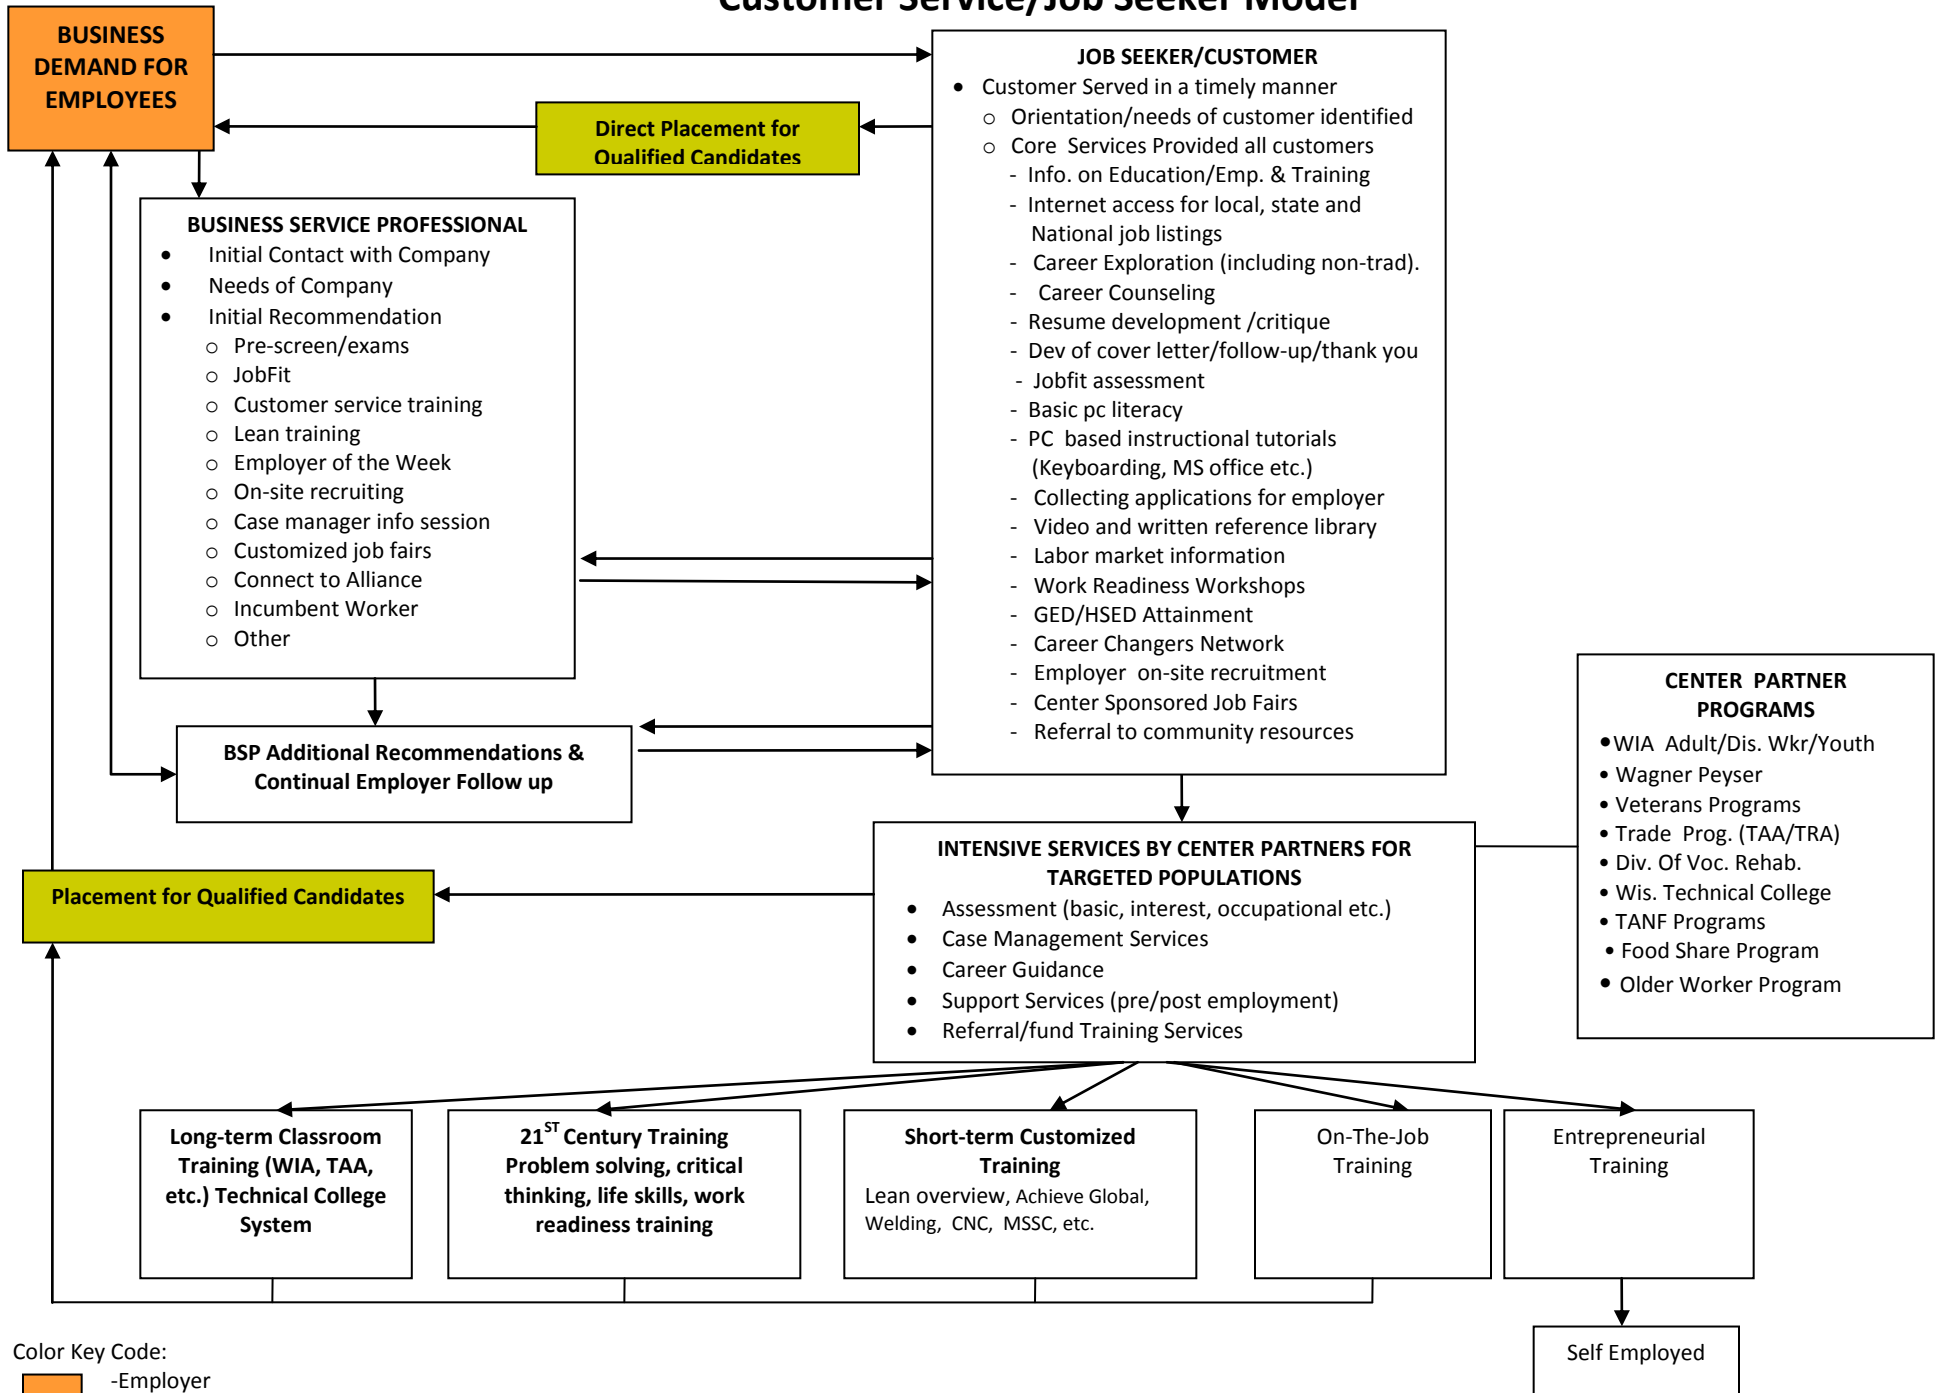 Customer Service/Job Seeker Model
BUSINESS
DEMAND FOR
EMPLOYEES
Direct Placement for
Qualified Candidates
JOB SEEKER/CUSTOMER
• Customer Served in a timely manner
o Orientation/needs of customer identified
o Core Services Provided all customers
- Info. on Education/Emp. & Training
- Internet access for local, state and
National job listings
- Career Exploration (including non-trad).
- Career Counseling
- Resume development /critique
- Dev of cover letter/follow-up/thank you
- Jobfit assessment
- Basic pc literacy
- PC based instructional tutorials
(Keyboarding, MS office etc.)
- Collecting applications for employer
- Video and written reference library
- Labor market information
- Work Readiness Workshops
- GED/HSED Attainment
- Career Changers Network
- Employer on-site recruitment
- Center Sponsored Job Fairs
- Referral to community resources
BUSINESS SERVICE PROFESSIONAL
• Initial Contact with Company
• Needs of Company
• Initial Recommendation
o Pre-screen/exams
o JobFit
o Customer service training
o Lean training
o Employer of the Week
o On-site recruiting
o Case manager info session
o Customized job fairs
o Connect to Alliance
o Incumbent Worker
o Other
BSP Additional Recommendations &
Continual Employer Follow up
CENTER PARTNER
PROGRAMS
•WIA Adult/Dis. Wkr/Youth
• Wagner Peyser
• Veterans Programs
• Trade Prog. (TAA/TRA)
• Div. Of Voc. Rehab.
• Wis. Technical College
• TANF Programs
• Food Share Program
• Older Worker Program
Placement for Qualified Candidates
INTENSIVE SERVICES BY CENTER PARTNERS FOR
TARGETED POPULATIONS
• Assessment (basic, interest, occupational etc.)
• Case Management Services
• Career Guidance
• Support Services (pre/post employment)
• Referral/fund Training Services
Long-term Classroom
Training (WIA, TAA,
etc.) Technical College
System
21ST Century Training
Problem solving, critical
thinking, life skills, work
readiness training
Short-term Customized
Training
Lean overview, Achieve Global,
Welding, CNC, MSSC, etc.
On-The-Job
Training
Entrepreneurial
Training
Self Employed
Color Key Code:
-Employer